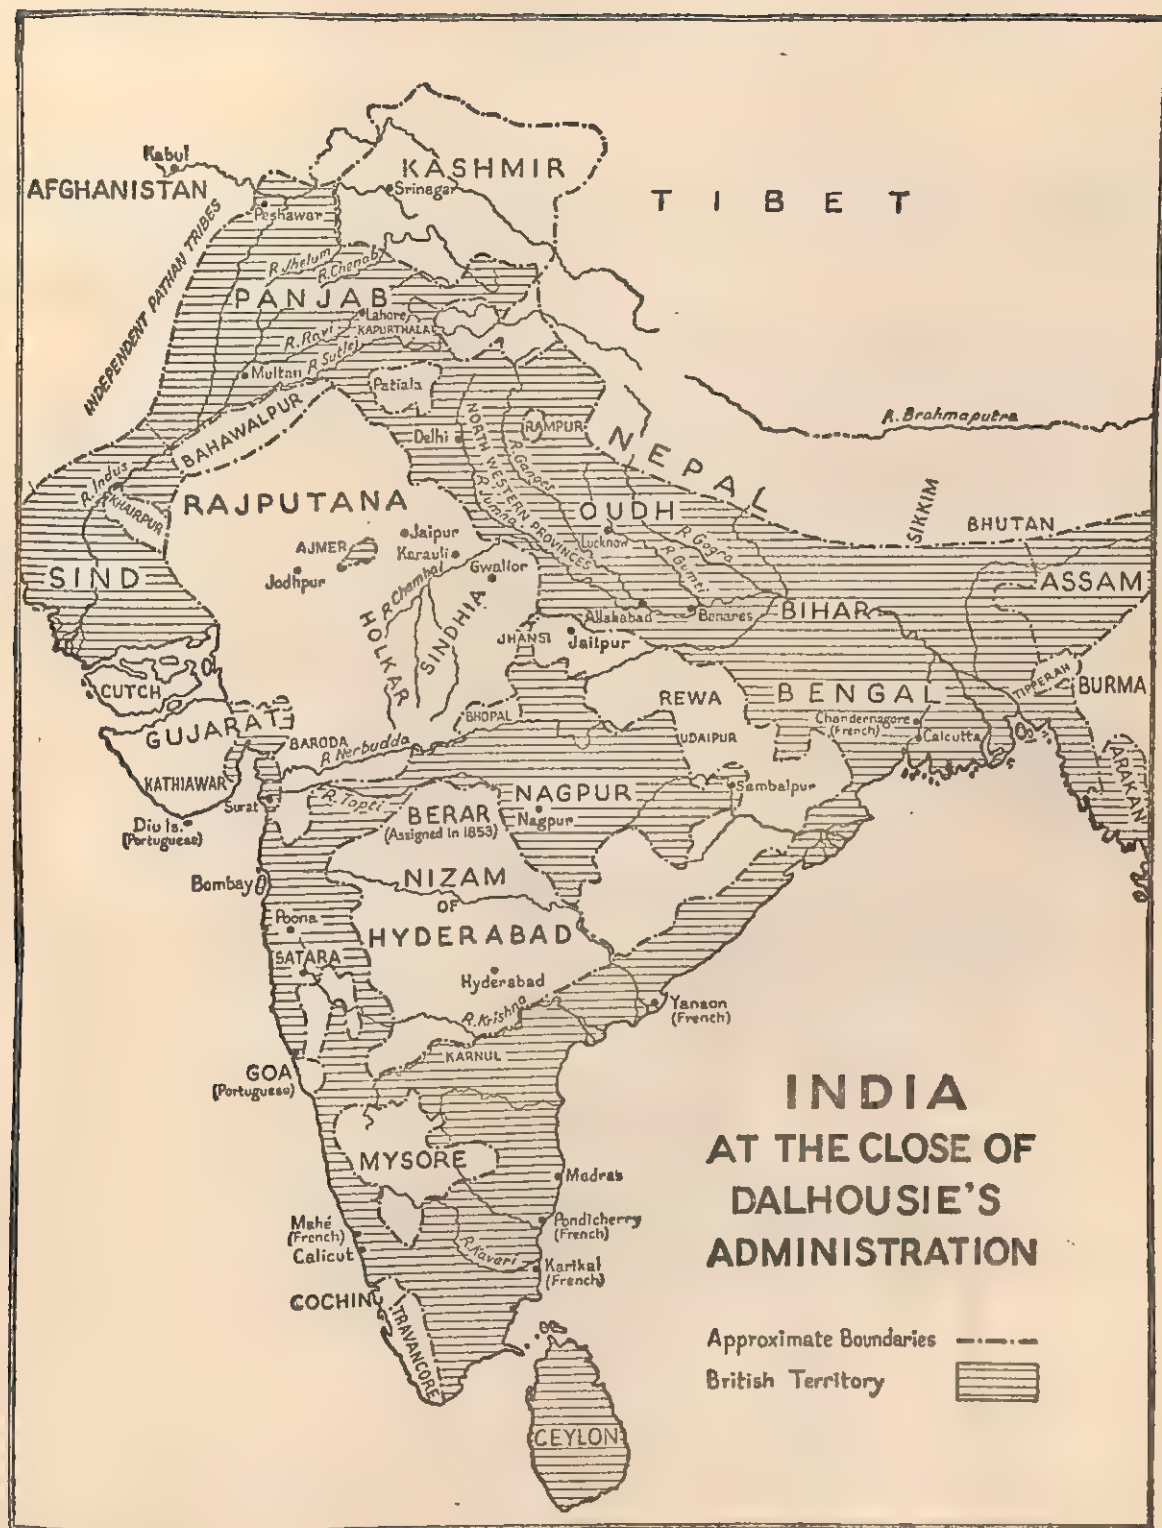 Kabul
AFGHANISTAN
KASHMIR
Srinagar
TIBET
Peshawar
INDEPENDENT PATHAN TRIBES
R. Jhelum
R. Chenab
PANJAB
Lahore
KAPURTHALA
R. Ravi
R. Sutlej
Multan
Patiala
BAHAWALPUR
Delhi
NORTH WESTERN PROVINCES
RAMPUR
R. Ganges
R. Jumna
NEPAL
R. Brahmaputra
R. Indus
KHAIRPUR
RAJPUTANA
OUDH
Lucknow
R. Gogra
R. Gumti
SIKKIM
BHUTAN
ASSAM
SIND
AJMER
Jaipur
Karauli
Jodhpur
Gwalior
R. Chambal
HOLKAR
SINDHIA
Allahabad
Benares
BIHAR
JHANSI
Jaitpur
CUTCH
GUJARAT
BHOPAL
REWA
BENGAL
TIPPERAH
BURMA
Chandernagore
(French)
Calcutta
BARODA
R. Nerbudda
UDAIPUR
KATHIAWAR
Surat
R. Tapti
BERAR
(Assigned in 1853)
NAGPUR
Nagpur
Sambalpur
ARAKAN
Diu Is.
(Portuguese)
Bombay
NIZAM
OF
HYDERABAD
Poona
SATARA
Hyderabad
R. Krishna
Yanaon
(French)
KARNUL
GOA
(Portuguese)
MYSORE
Madras
Mahé
(French)
Calicut
Pondicherry
(French)
R. Kaveri
Karikal
(French)
COCHIN
TRAVANCORE
CEYLON
INDIA
AT THE CLOSE OF
DALHOUSIE'S
ADMINISTRATION
Approximate Boundaries
British Territory